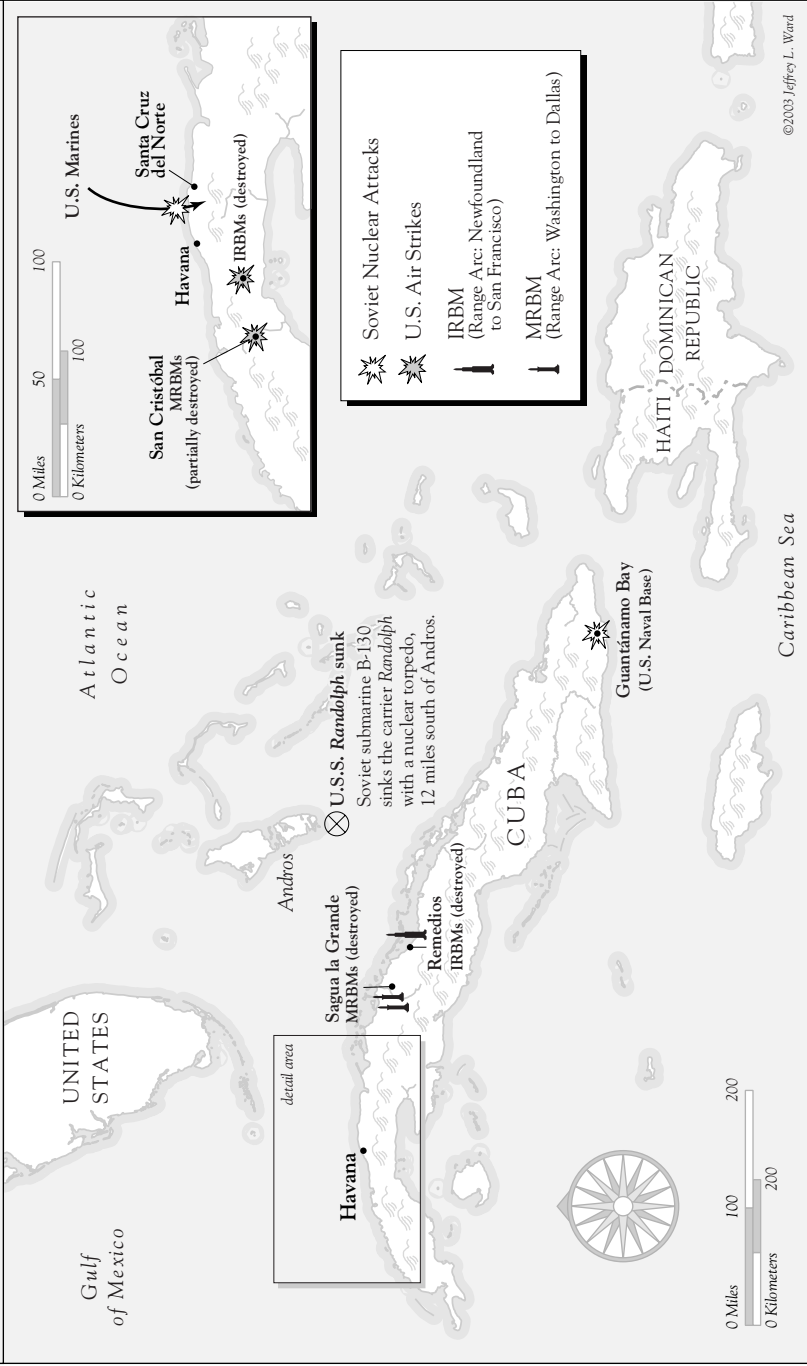 Gulf
of Mexico
UNITED
STATES
Atlantic
Ocean
Andros
detail area
Havana
Sagua la Grande
MRBMs (destroyed)
Remedios
IRBMs (destroyed)
U.S.S. Randolph sunk
Soviet submarine B-130
sinks the carrier Randolph
with a nuclear torpedo,
12 miles south of Andros.
CUBA
Guantánamo Bay
(U.S. Naval Base)
HAITI
DOMINICAN
REPUBLIC
Caribbean Sea
0 Miles 100 200
0 Kilometers 200
0 Miles 50 100
0 Kilometers 100
U.S. Marines
Santa Cruz
del Norte
Havana
IRBMs (destroyed)
San Cristóbal
MRBMs
(partially destroyed)
Soviet Nuclear Attacks
U.S. Air Strikes
IRBM
(Range Arc: Newfoundland
to San Francisco)
MRBM
(Range Arc: Washington to Dallas)
©2003 Jeffrey L. Ward